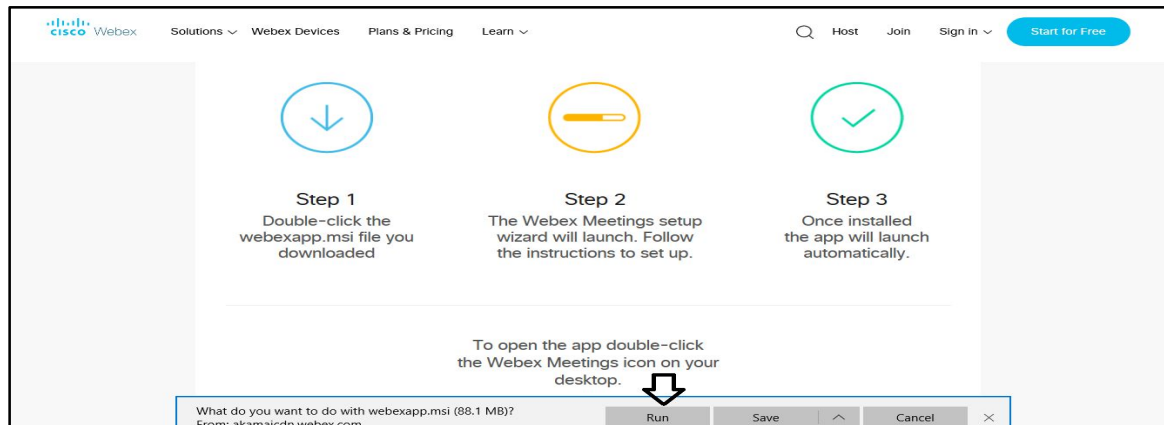 CISCO Webex Solutions Webex Devices Plans & Pricing Learn Host Join Sign in Start for Free
Step 1
Double-click the
webexapp.msi file you
downloaded
Step 2
The Webex Meetings setup
wizard will launch. Follow
the instructions to set up.
Step 3
Once installed
the app will launch
automatically.
To open the app double-click
the Webex Meetings icon on your
desktop.
What do you want to do with webexapp.msi (88.1 MB)?
From: akamaicdn.webex.com
Run Save Cancel